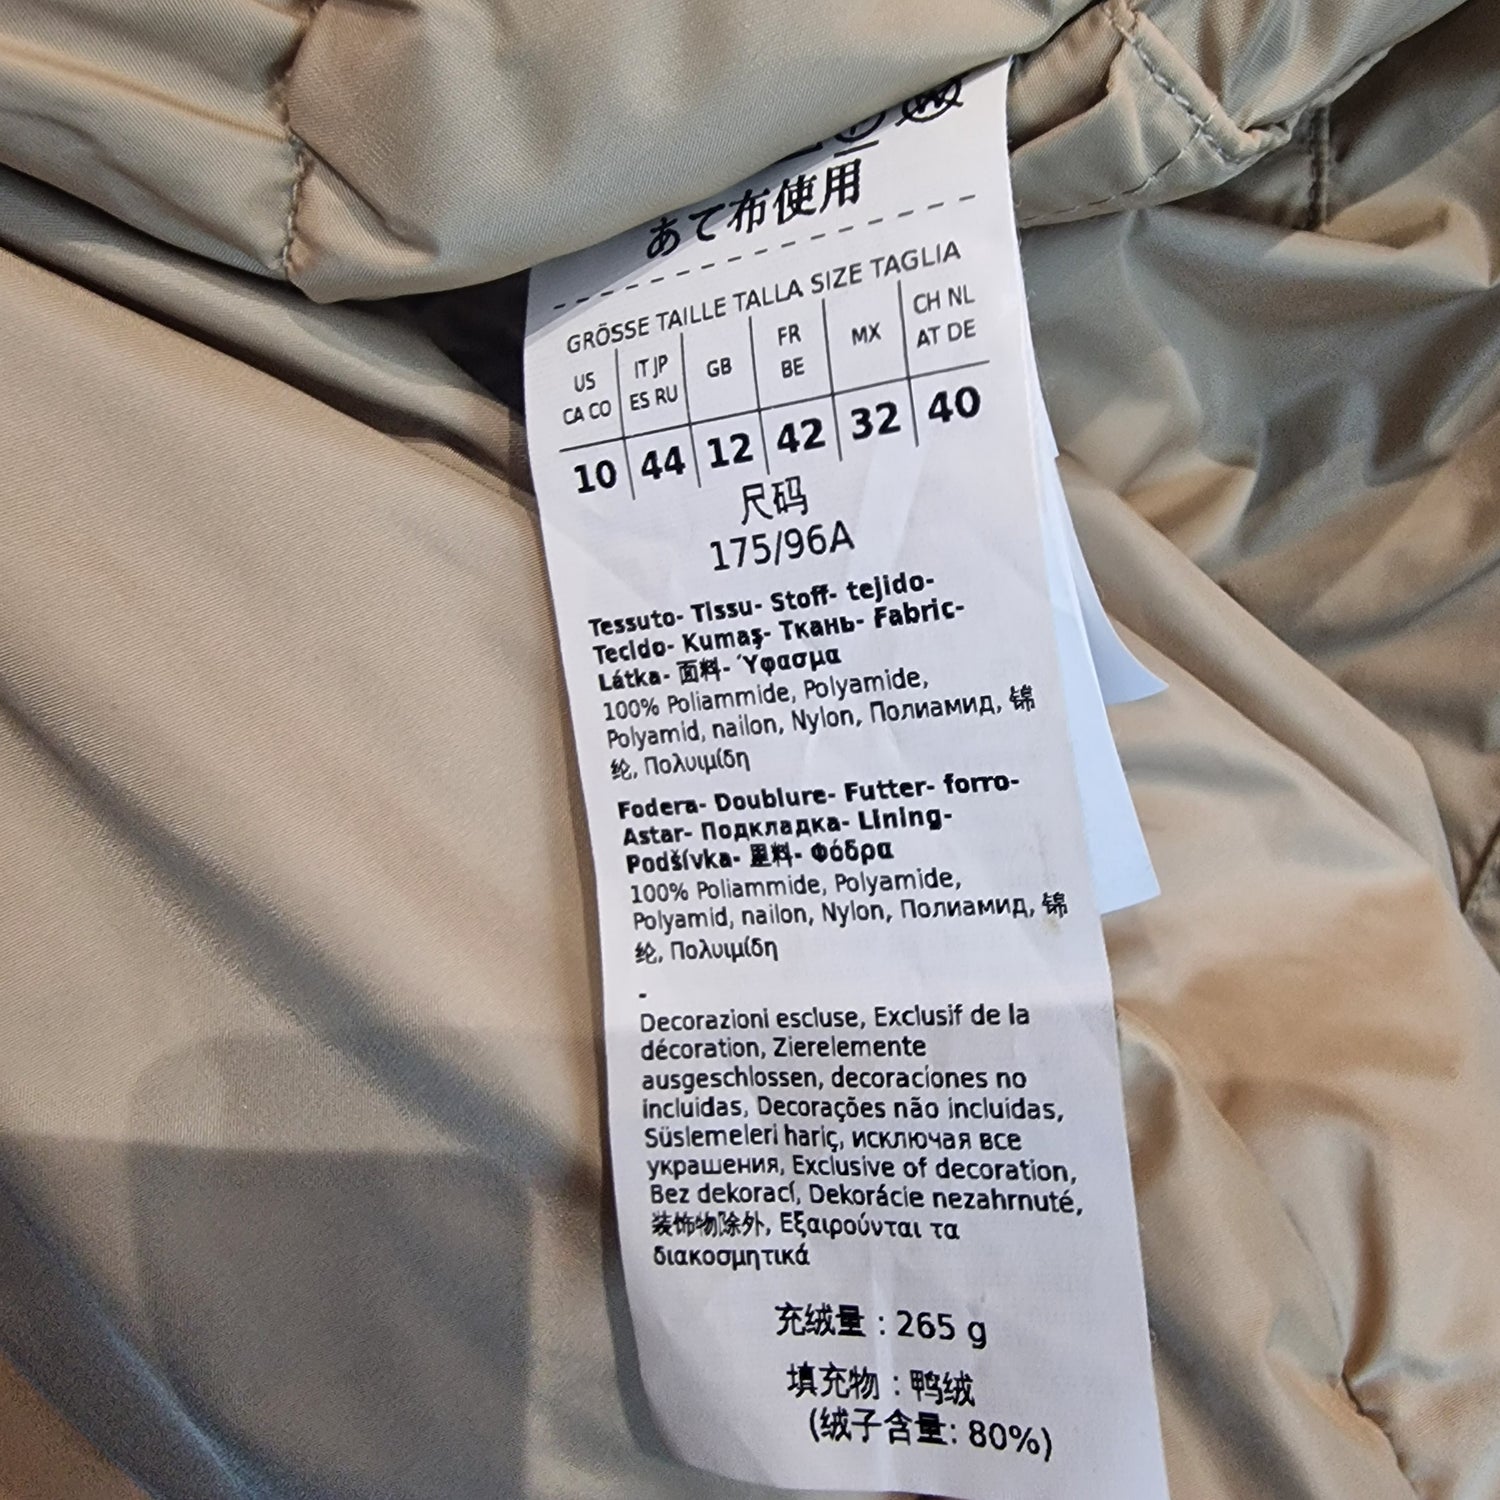 あて布使用
GRÖSSE TAILLE TALLA SIZE TAGLIA
US CA CO | IT JP ES RU | GB | FR BE | MX | CH NL AT DE
10 | 44 | 12 | 42 | 32 | 40
尺码
175/96A
Tessuto- Tissu- Stoff- tejido-
Tecido- Kumaş- Ткань- Fabric-
Látka- 面料- Ύφασμα
100% Poliammide, Polyamide,
Polyamid, nailon, Nylon, Полиамид, 锦
纶, Πολυιμίδη
Fodera- Doublure- Futter- forro-
Astar- Подкладка- Lining-
Podšívka- 里料- Φόδρα
100% Poliammide, Polyamide,
Polyamid, nailon, Nylon, Полиамид, 锦
纶, Πολυιμίδη
-
Decorazioni escluse, Exclusif de la
décoration, Zierelemente
ausgeschlossen, decoraciones no
incluidas, Decorações não incluídas,
Süslemeleri hariç, исключая все
украшения, Exclusive of decoration,
Bez dekorací, Dekorácie nezahrnuté,
装饰物除外, Εξαιρούνται τα
διακοσμητικά
充绒量 : 265 g
填充物 : 鸭绒
(绒子含量: 80%)